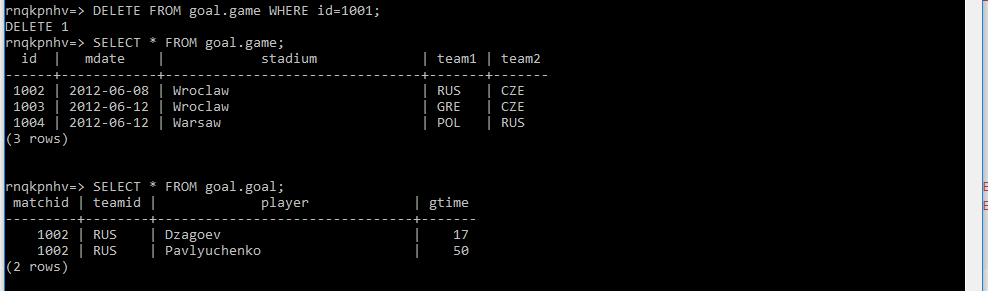 rnqkpnhv=> DELETE FROM goal.game WHERE id=1001;
DELETE 1
rnqkpnhv=> SELECT * FROM goal.game;
  id  |   mdate    |            stadium            | team1 | team2
------+------------+-------------------------------+-------+-------
 1002 | 2012-06-08 | Wroclaw                       | RUS   | CZE
 1003 | 2012-06-12 | Wroclaw                       | GRE   | CZE
 1004 | 2012-06-12 | Warsaw                        | POL   | RUS
(3 rows)
rnqkpnhv=> SELECT * FROM goal.goal;
 matchid | teamid |             player             | gtime
---------+--------+--------------------------------+-------
    1002 | RUS    | Dzagoev                        |    17
    1002 | RUS    | Pavlyuchenko                   |    50
(2 rows)